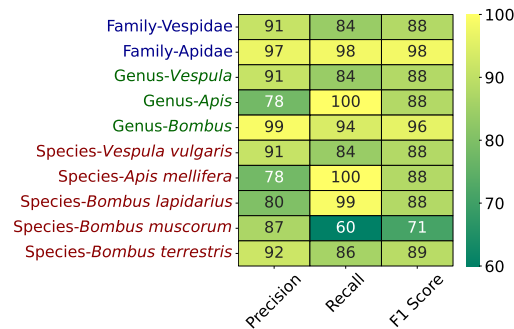 Family-Vespidae 91 84 88
Family-Apidae 97 98 98
Genus-Vespula 91 84 88
Genus-Apis 78 100 88
Genus-Bombus 99 94 96
Species-Vespula vulgaris 91 84 88
Species-Apis mellifera 78 100 88
Species-Bombus lapidarius 80 99 88
Species-Bombus muscorum 87 60 71
Species-Bombus terrestris 92 86 89
Precision Recall F1 Score
100
90
80
70
60